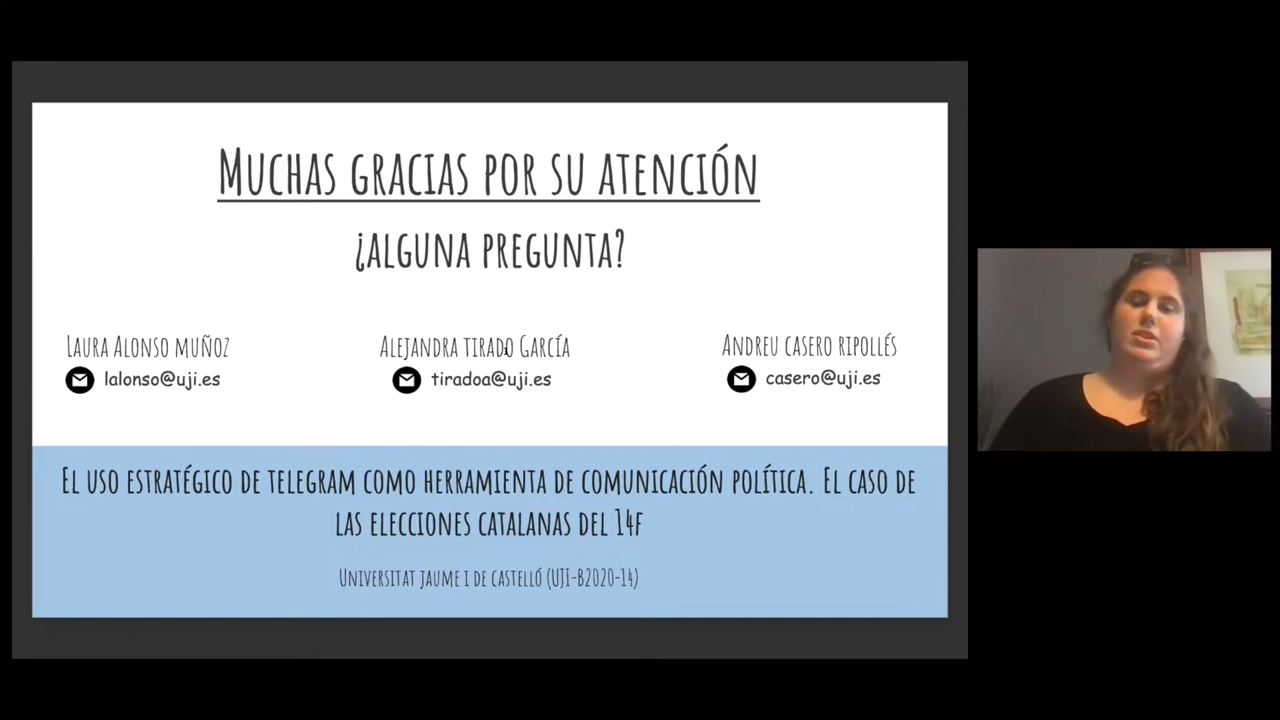 MUCHAS GRACIAS POR SU ATENCIÓN
¿ALGUNA PREGUNTA?
LAURA ALONSO MUÑOZ
lalonso@uji.es
ALEJANDRA TIRADO GARCÍA
tiradoa@uji.es
ANDREU CASERO RIPOLLÉS
casero@uji.es
EL USO ESTRATÉGICO DE TELEGRAM COMO HERRAMIENTA DE COMUNICACIÓN POLÍTICA. EL CASO DE
LAS ELECCIONES CATALANAS DEL 14F
UNIVERSITAT JAUME I DE CASTELLÓ (UJI-B2020-14)